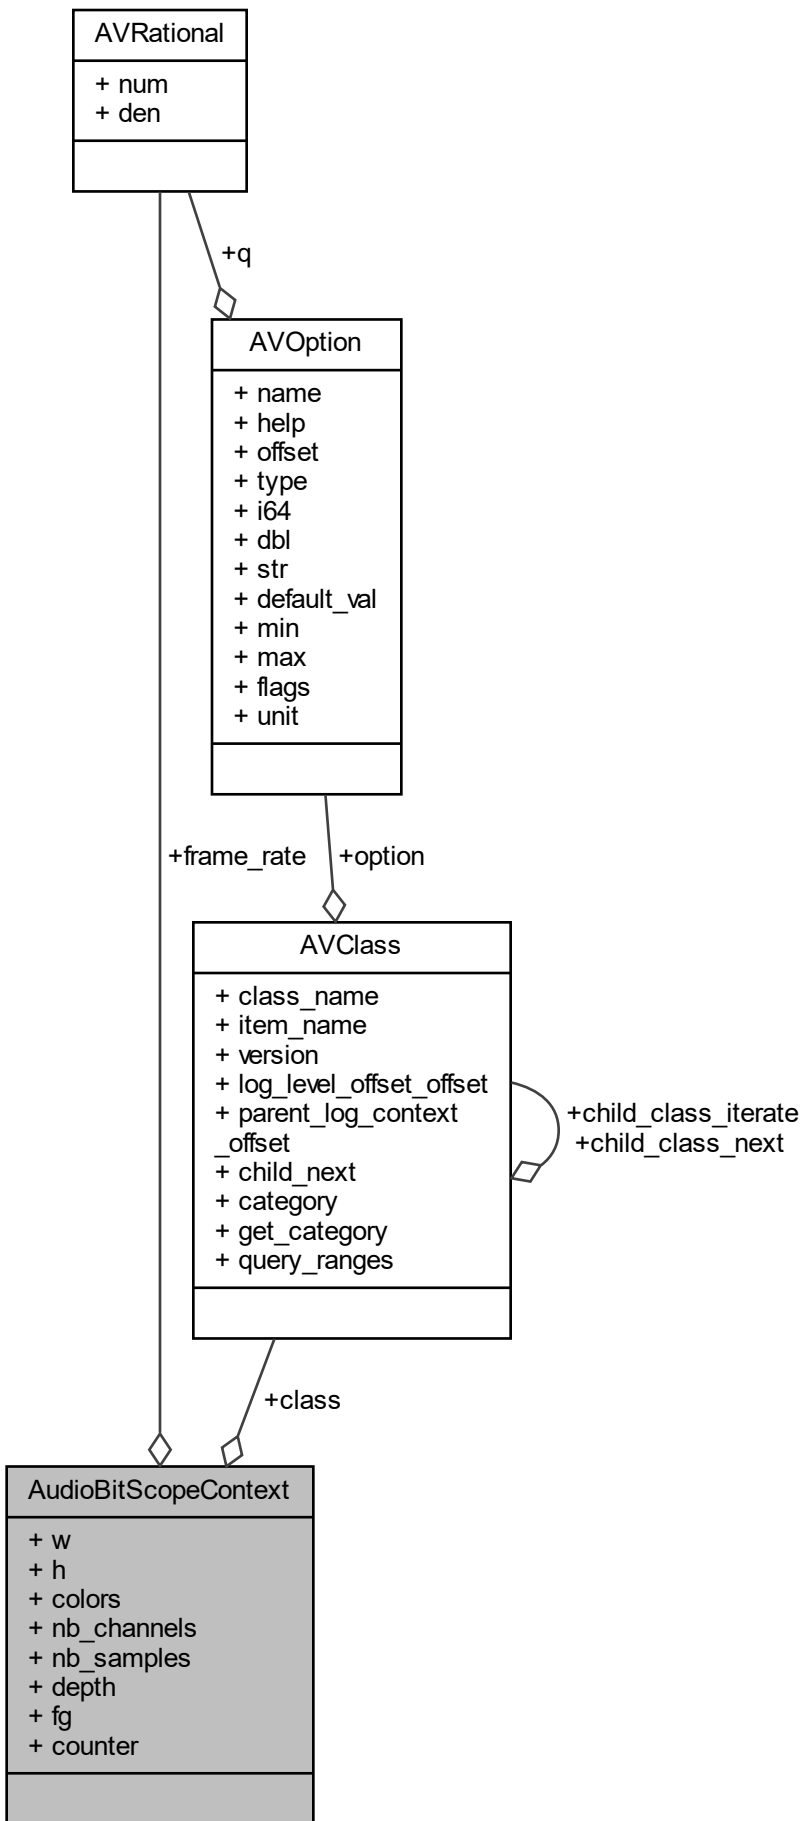 AVRational
+ num
+ den
+q
AVOption
+ name
+ help
+ offset
+ type
+ i64
+ dbl
+ str
+ default_val
+ min
+ max
+ flags
+ unit
+frame_rate
+option
AVClass
+ class_name
+ item_name
+ version
+ log_level_offset_offset
+ parent_log_context
_offset
+ child_next
+ category
+ get_category
+ query_ranges
+child_class_iterate
+child_class_next
+class
AudioBitScopeContext
+ w
+ h
+ colors
+ nb_channels
+ nb_samples
+ depth
+ fg
+ counter